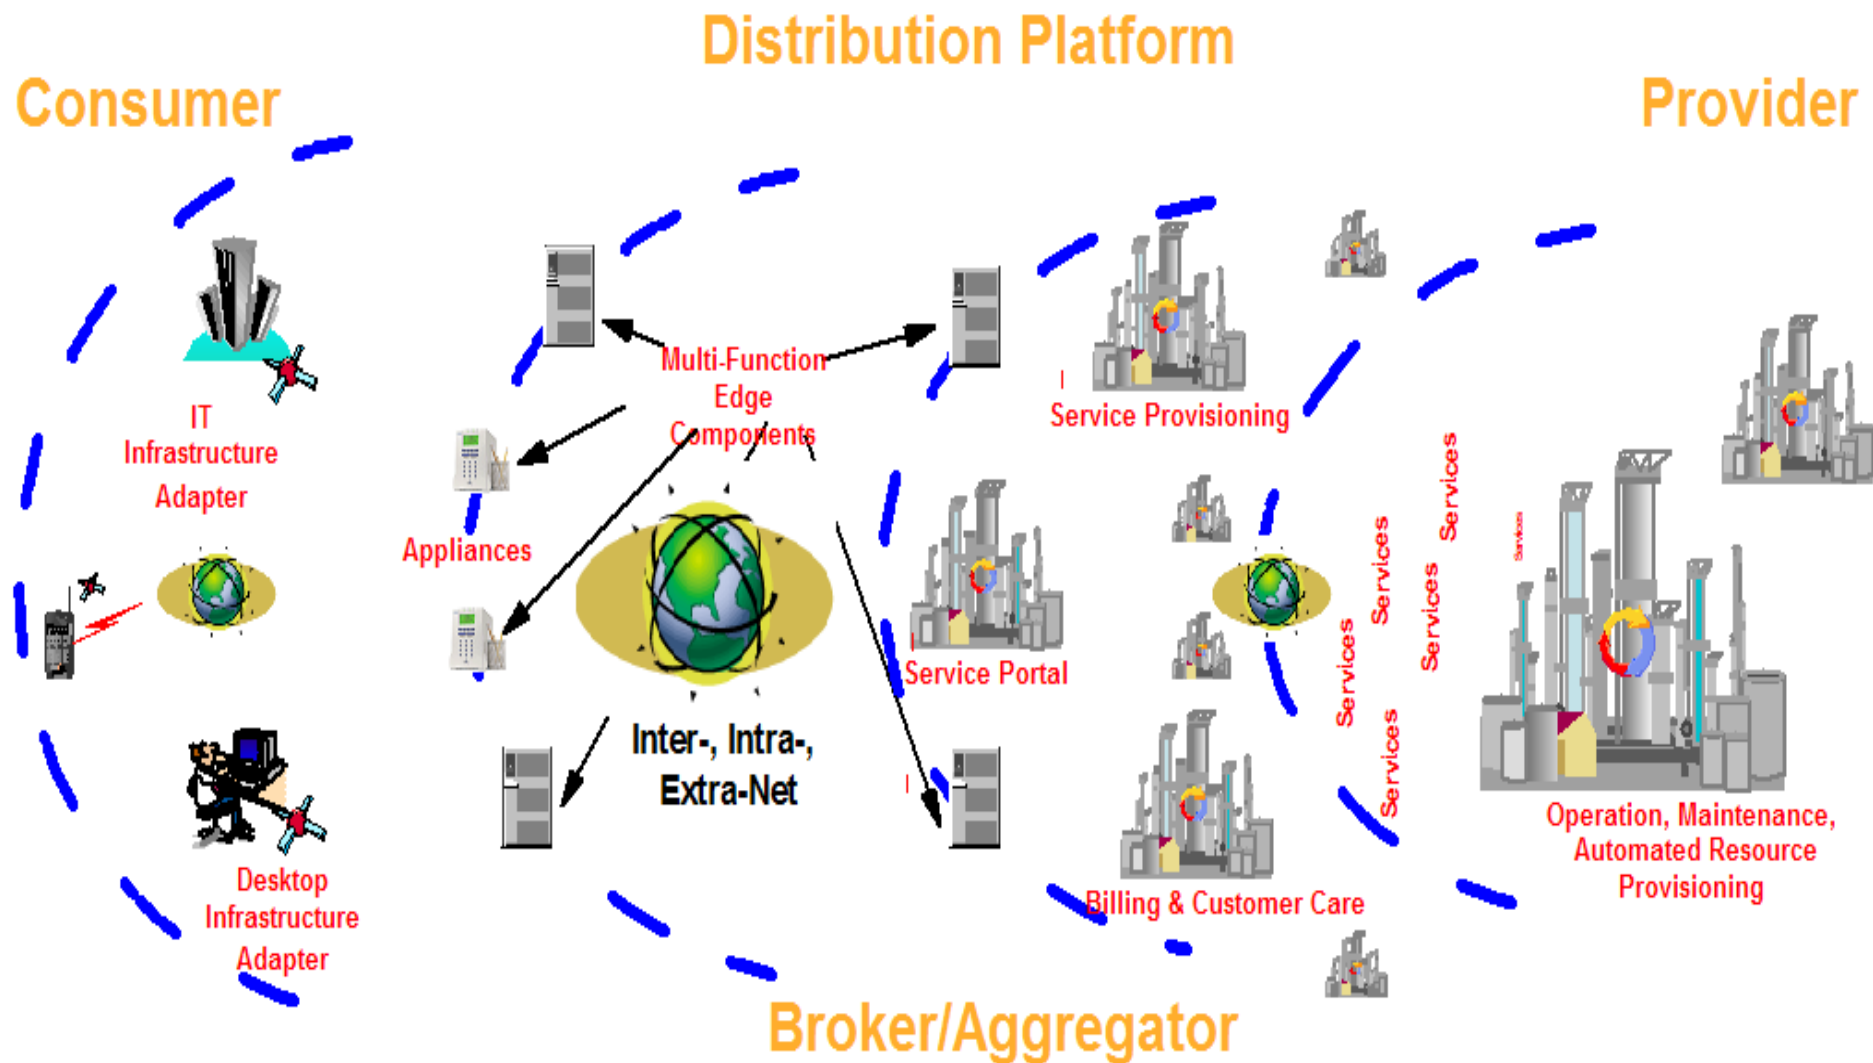 Distribution Platform
Consumer
Provider
IT
Infrastructure
Adapter
Multi-Function
Edge
Components
Service Provisioning
Appliances
Service Portal
Inter-, Intra-,
Extra-Net
Services
Services
Services
Services
Services
Services
Desktop
Infrastructure
Adapter
Billing & Customer Care
Operation, Maintenance,
Automated Resource
Provisioning
Broker/Aggregator